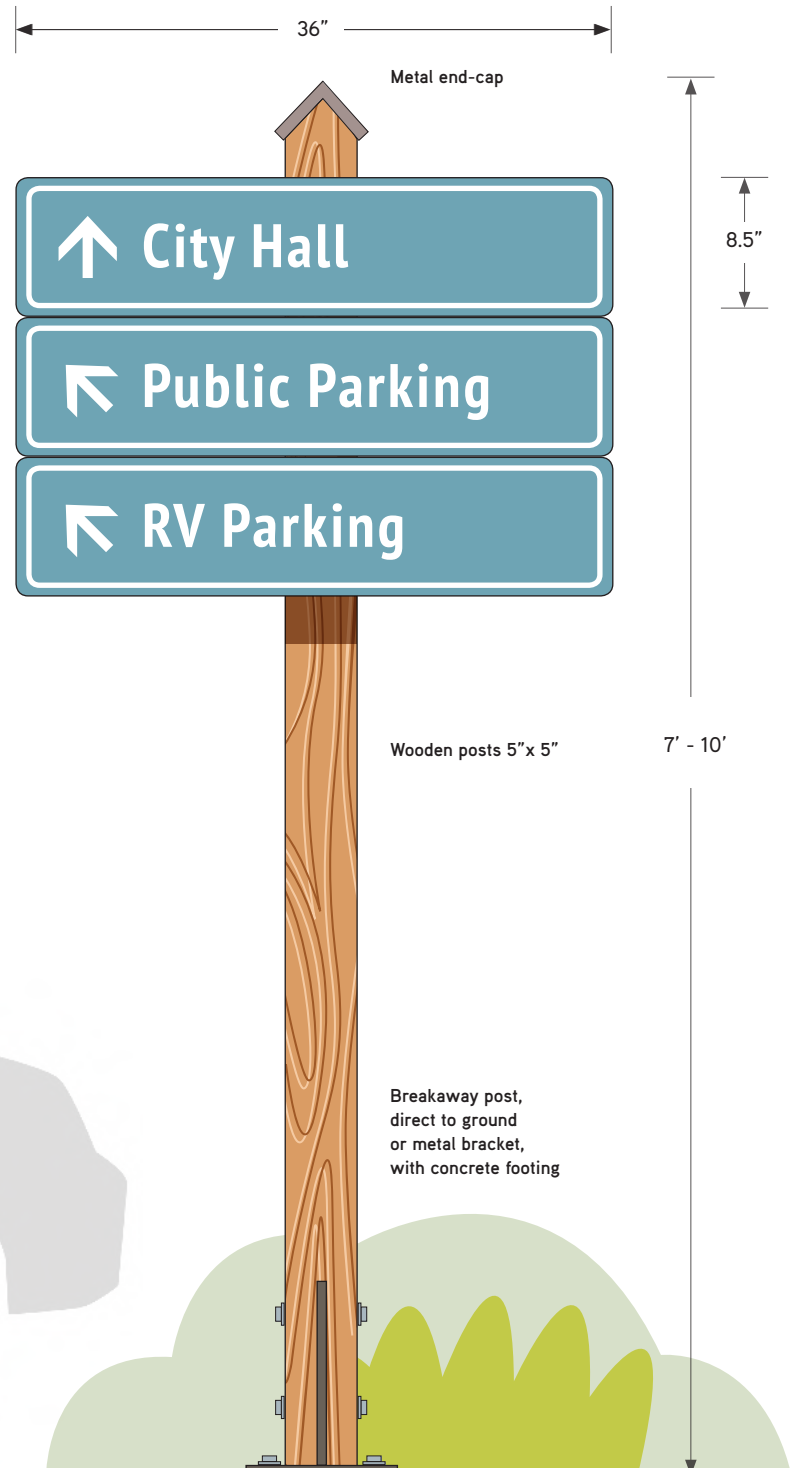 36”
Metal end-cap
City Hall
8.5”
Public Parking
RV Parking
Wooden posts 5”x 5”
7’ - 10’
Breakaway post,
direct to ground
or metal bracket,
with concrete footing